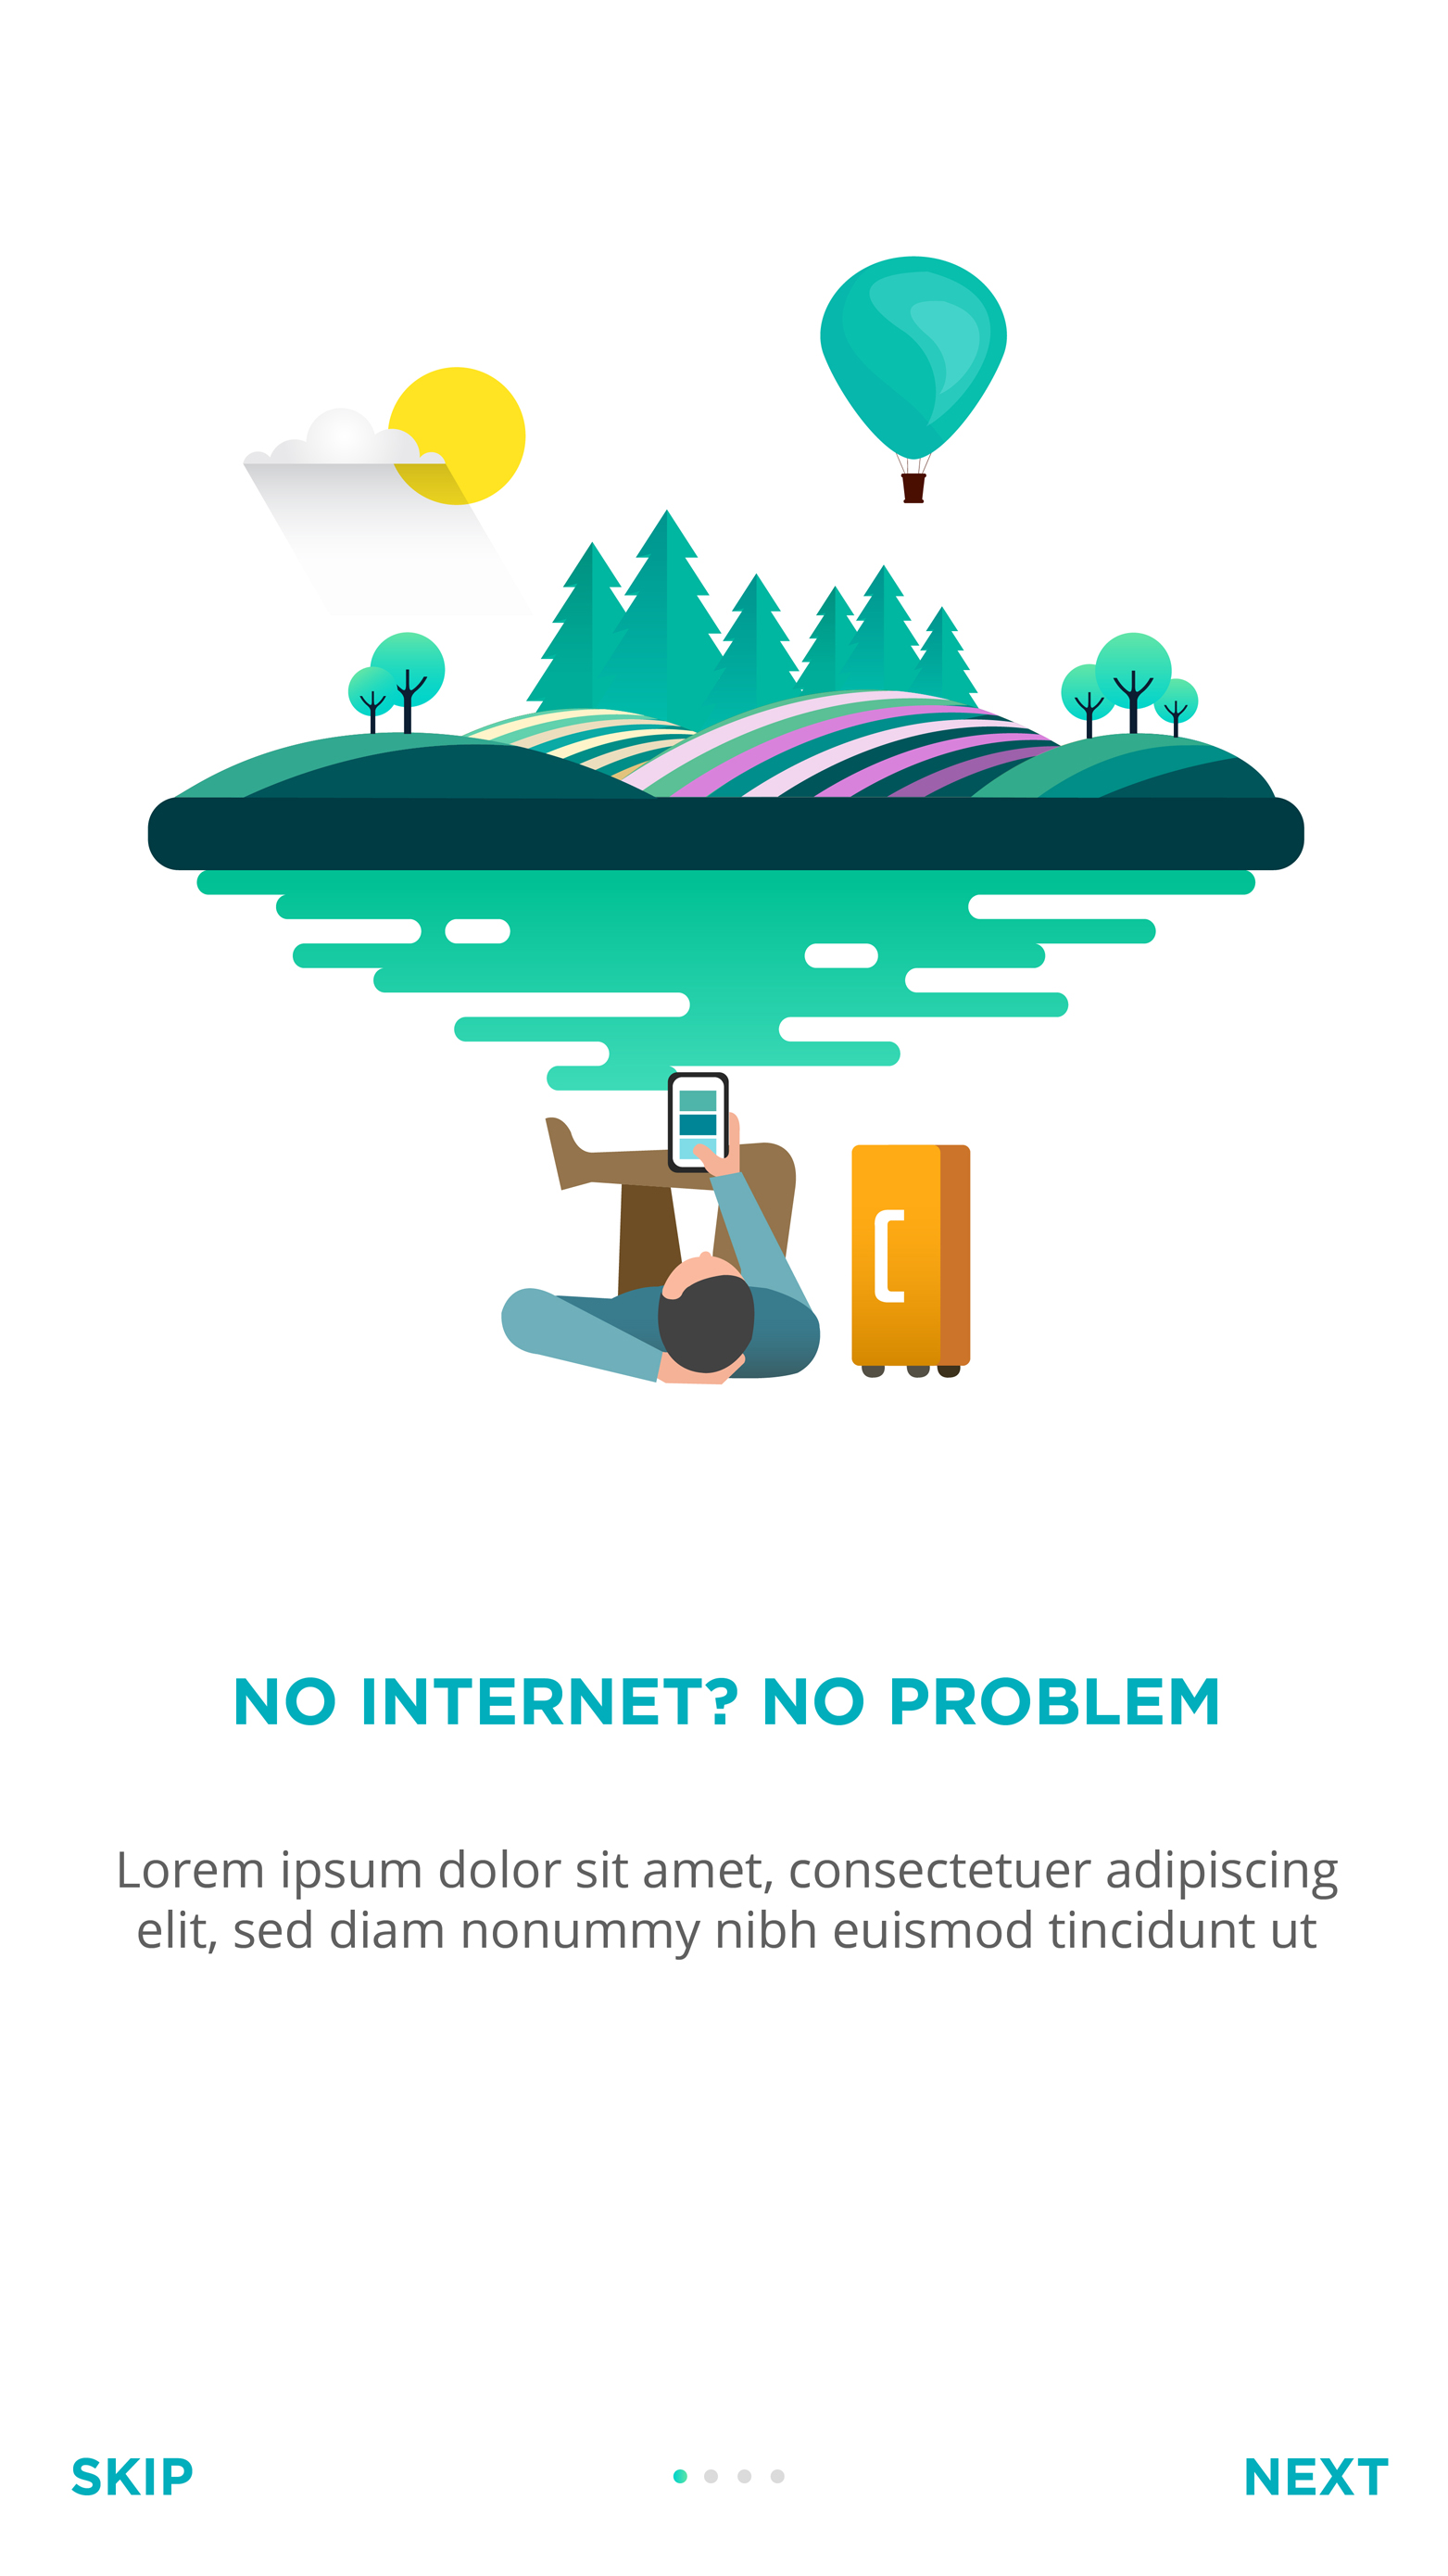 NO INTERNET? NO PROBLEM
Lorem ipsum dolor sit amet, consectetuer adipiscing
elit, sed diam nonummy nibh euismod tincidunt ut
SKIP
NEXT